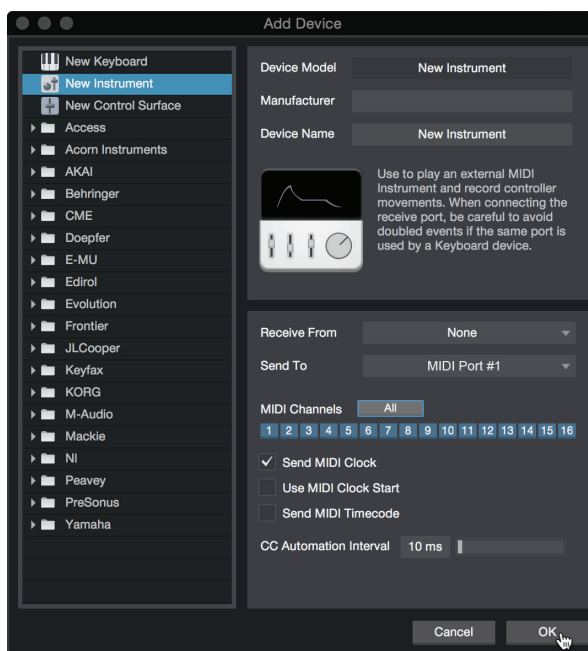 Add Device
New Keyboard
New Instrument
New Control Surface
Access
Acorn Instruments
AKAI
Behringer
CME
Doepfer
E-MU
Edirol
Evolution
Frontier
JLCooper
Keyfax
KORG
M-Audio
Mackie
NI
Peavey
PreSonus
Yamaha
Device Model New Instrument
Manufacturer
Device Name New Instrument
Use to play an external MIDI
Instrument and record controller
movements. When connecting the
receive port, be careful to avoid
doubled events if the same port is
used by a Keyboard device.
Receive From None
Send To MIDI Port #1
MIDI Channels All
1 2 3 4 5 6 7 8 9 10 11 12 13 14 15 16
Send MIDI Clock
Use MIDI Clock Start
Send MIDI Timecode
CC Automation Interval 10 ms
Cancel OK